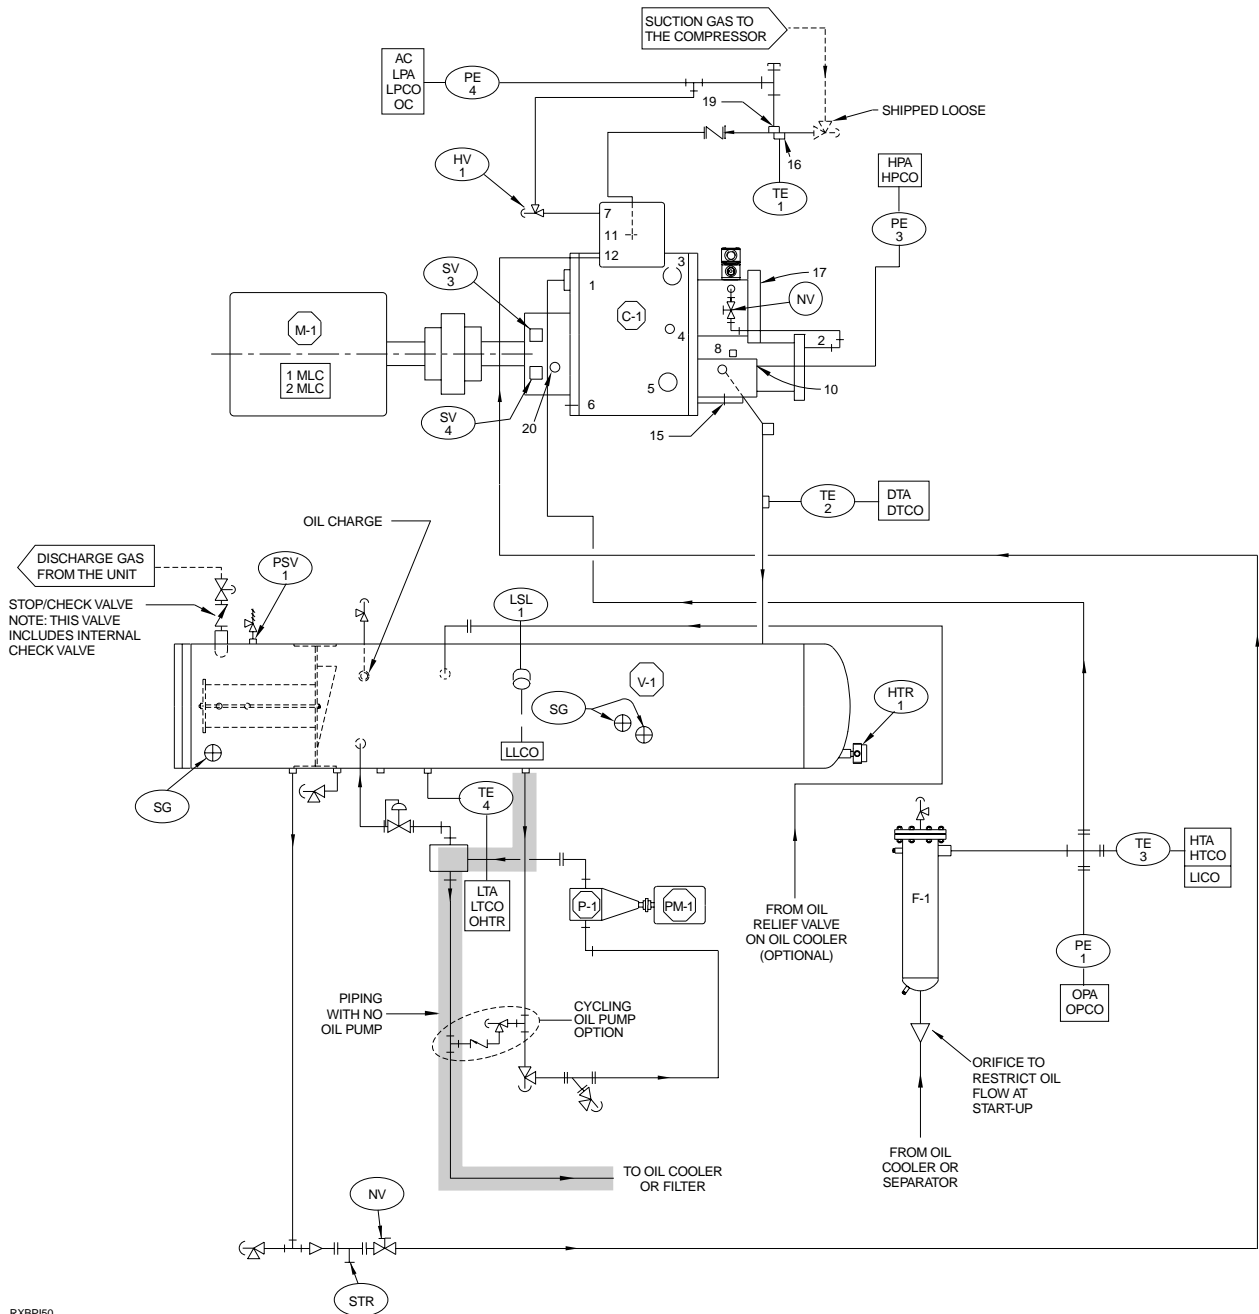 SUCTION GAS TO
THE COMPRESSOR
AC
LPA
LPCO
OC
PE
4
19
SHIPPED LOOSE
16
HV
1
TE
1
HPA
HPCO
PE
3
7
11
12
SV
3
1
3
17
NV
C-1
M-1
4
2
1 MLC
2 MLC
8
5
10
SV
4
20
6
15
OIL CHARGE
TE
2
DTA
DTCO
DISCHARGE GAS
FROM THE UNIT
PSV
1
STOP/CHECK VALVE
NOTE: THIS VALVE
INCLUDES INTERNAL
CHECK VALVE
LSL
1
V-1
HTR
1
SG
LLCO
SG
TE
4
LTA
LTCO
OHTR
P-1
PM-1
FROM OIL
RELIEF VALVE
ON OIL COOLER
(OPTIONAL)
F-1
TE
3
HTA
HTCO
LICO
PE
1
OPA
OPCO
PIPING
WITH NO
OIL PUMP
CYCLING
OIL PUMP
OPTION
ORIFICE TO
RESTRICT OIL
FLOW AT
START-UP
FROM OIL
COOLER OR
SEPARATOR
TO OIL COOLER
OR FILTER
NV
STR
RXBPI50